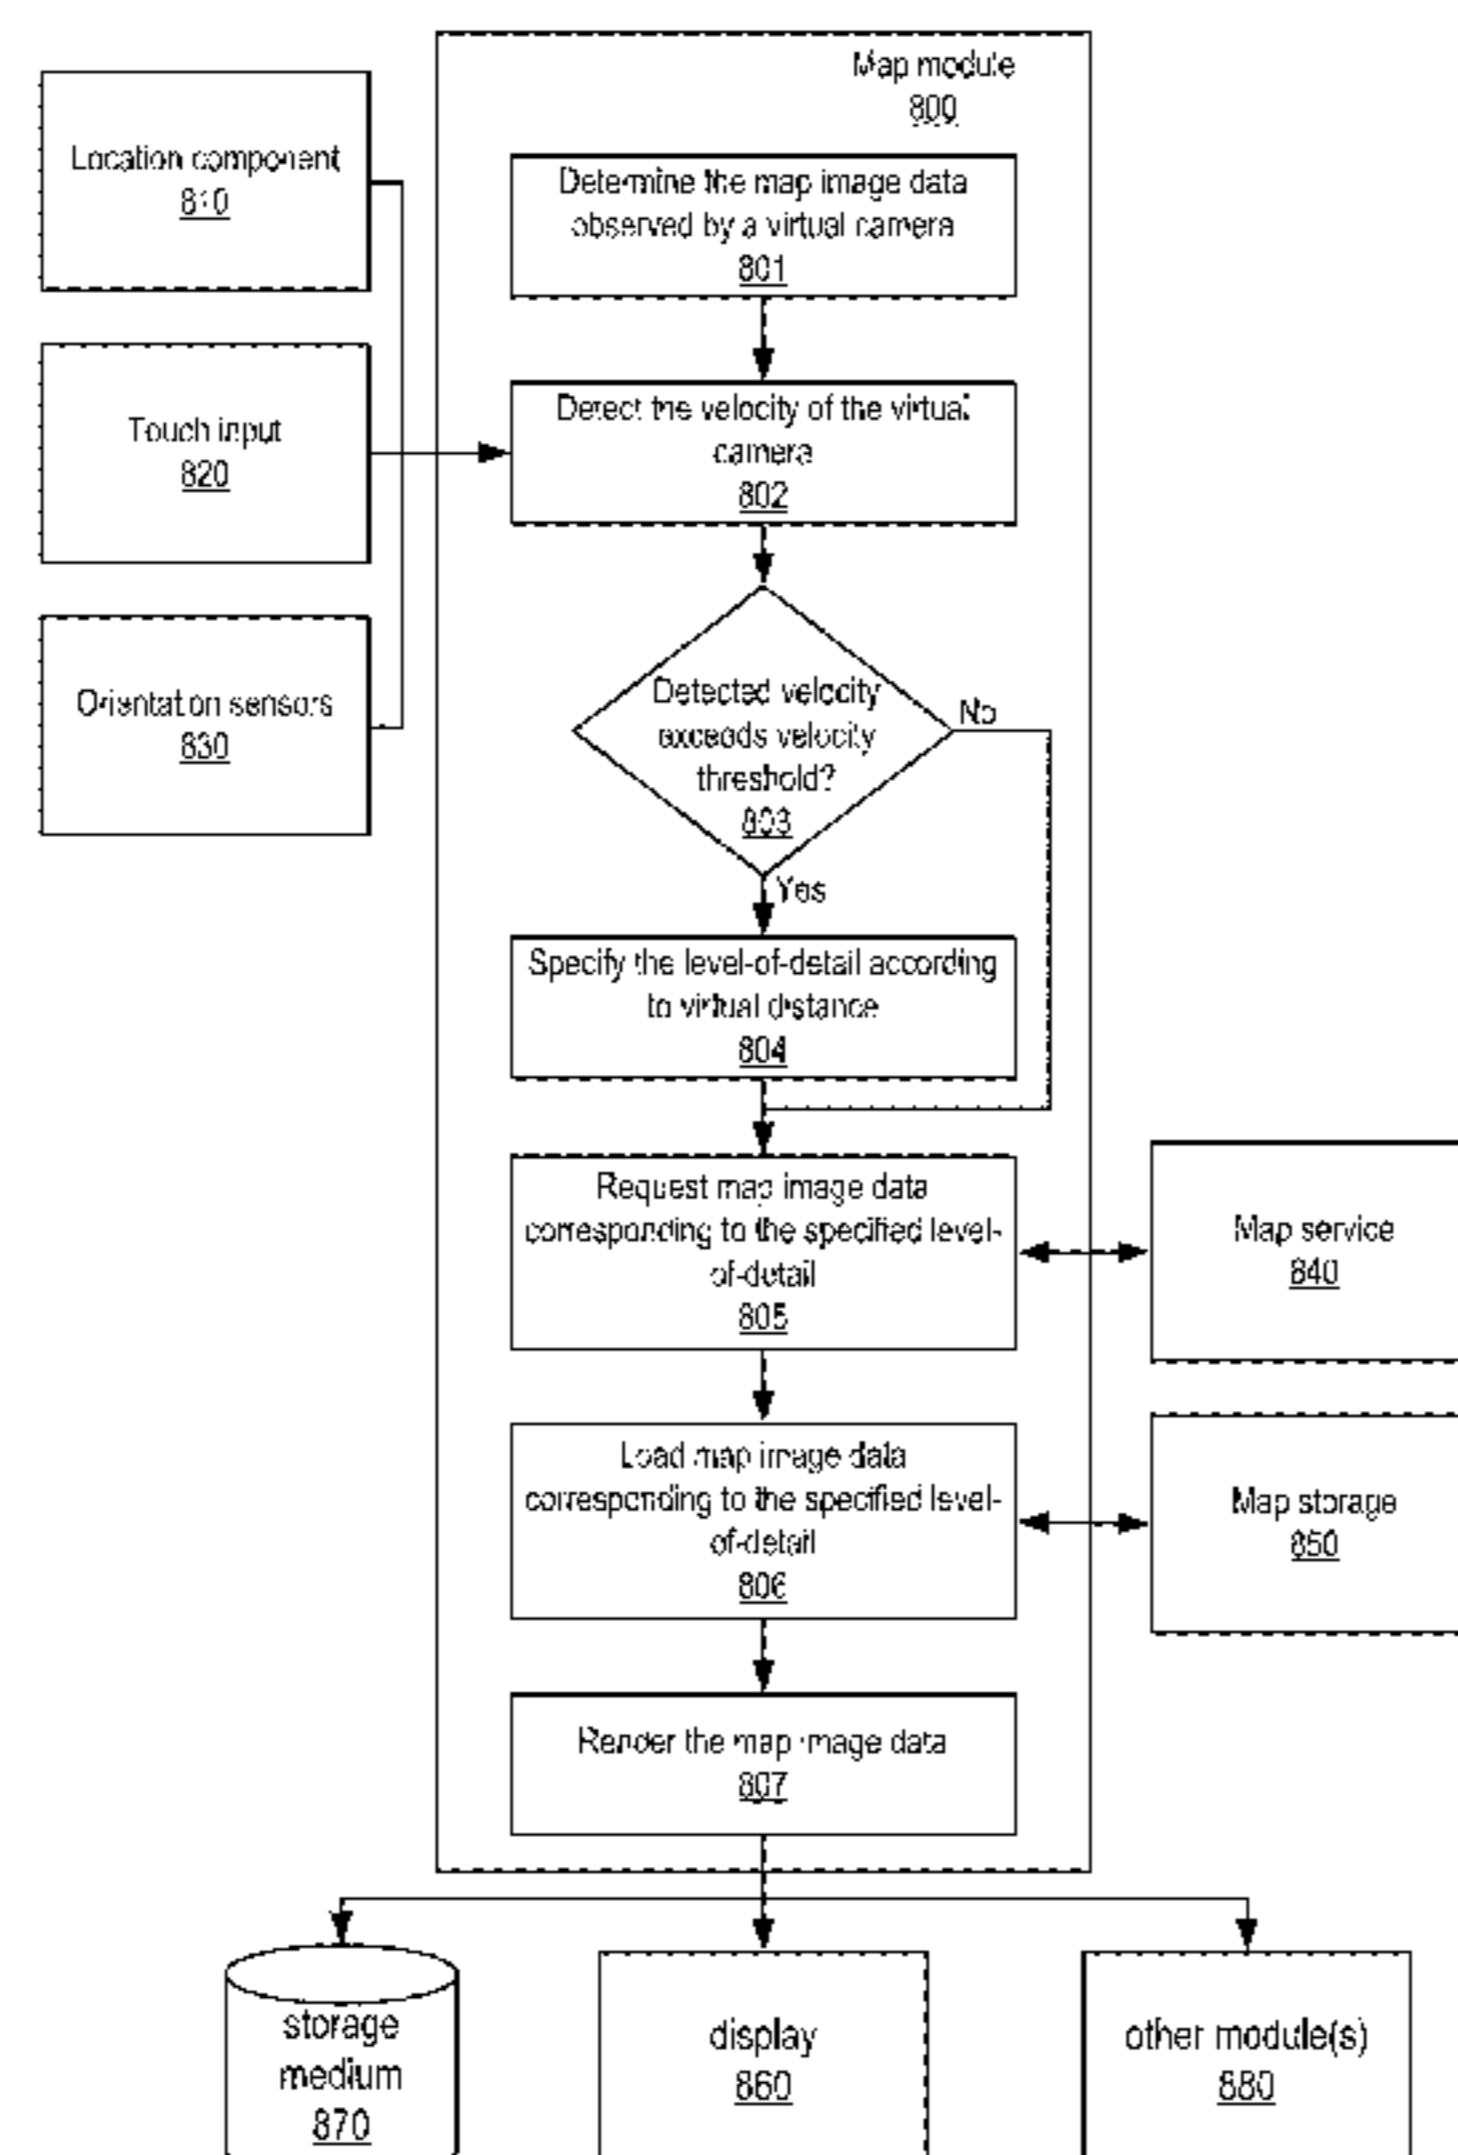 Map module
800
Location component
810
Touch input
820
Orientation sensors
830
Determine the map image data
observed by a virtual camera
801
Detect the velocity of the virtual
camera
802
Detected velocity
exceeds velocity
threshold?
803
No
Yes
Specify the level-of-detail according
to virtual distance
804
Request map image data
corresponding to the specified level-
of-detail
805
Map service
840
Load map image data
corresponding to the specified level-
of-detail
806
Map storage
850
Render the map image data
807
storage
medium
870
display
860
other module(s)
880